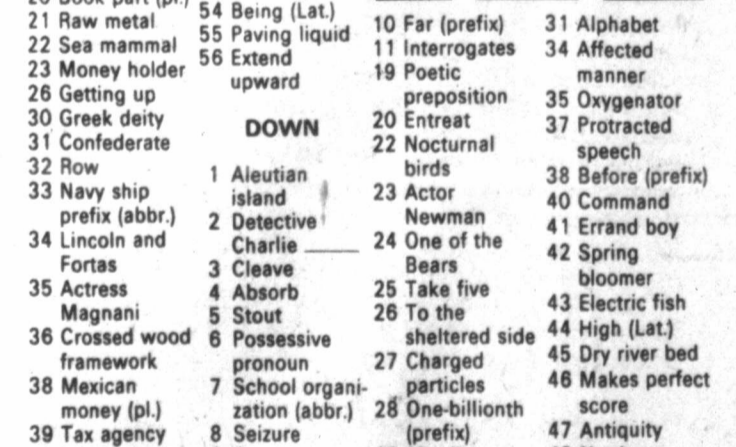 20 Book part (pl.)
21 Raw metal
22 Sea mammal
23 Money holder
26 Getting up
30 Greek deity
31 Confederate
32 Row
33 Navy ship
prefix (abbr.)
34 Lincoln and
Fortas
35 Actress
Magnani
36 Crossed wood
framework
38 Mexican
money (pl.)
39 Tax agency
54 Being (Lat.)
55 Paving liquid
56 Extend
upward
DOWN
1 Aleutian
island
2 Detective
Charlie ____
3 Cleave
4 Absorb
5 Stout
6 Possessive
pronoun
7 School organi-
zation (abbr.)
8 Seizure
10 Far (prefix)
11 Interrogates
19 Poetic
preposition
20 Entreat
22 Nocturnal
birds
23 Actor
Newman
24 One of the
Bears
25 Take five
26 To the
sheltered side
27 Charged
particles
28 One-billionth
(prefix)
31 Alphabet
34 Affected
manner
35 Oxygenator
37 Protracted
speech
38 Before (prefix)
40 Command
41 Errand boy
42 Spring
bloomer
43 Electric fish
44 High (Lat.)
45 Dry river bed
46 Makes perfect
score
47 Antiquity